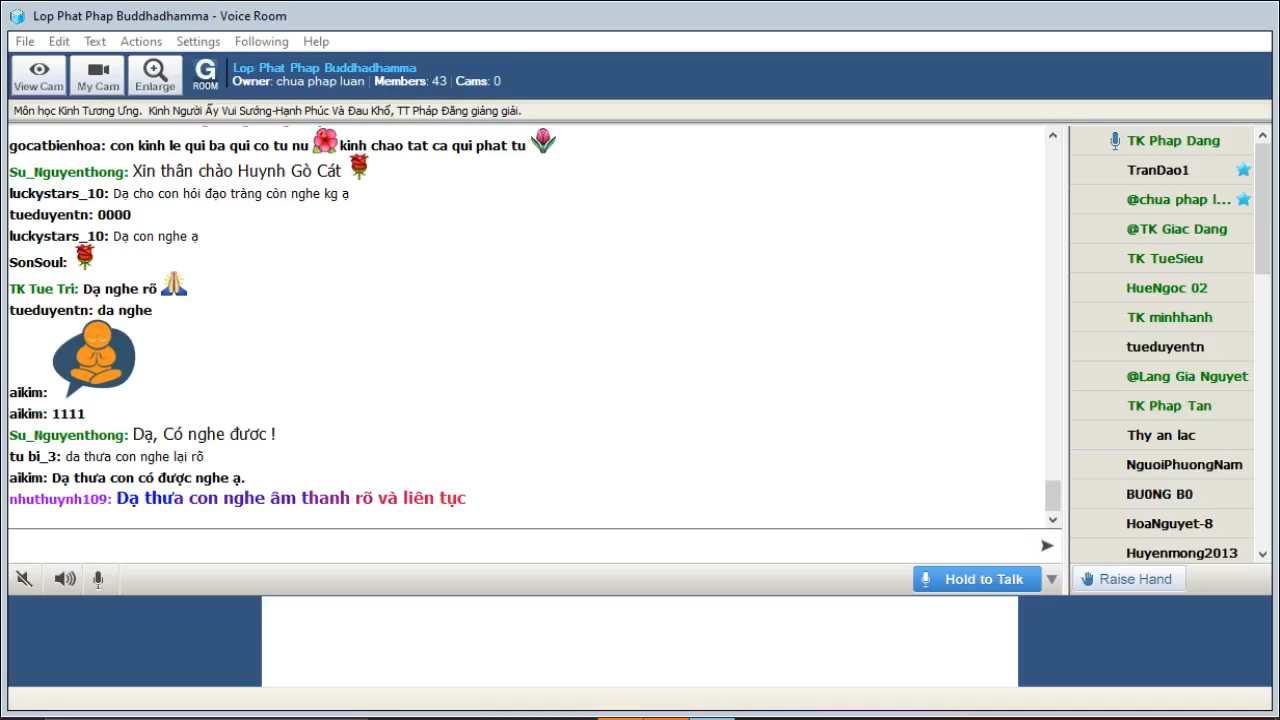 Lop Phat Phap Buddhadhamma - Voice Room
File Edit Text Actions Settings Following Help
View Cam My Cam Enlarge G ROOM
Lop Phat Phap Buddhadhamma
Owner: chua phap luan | Members: 43 | Cams: 0
Môn học Kinh Tương Ưng. Kinh Người Ấy Vui Sướng-Hạnh Phúc Và Đau Khổ, TT Pháp Đăng giảng giải.
gocatbienhoa: con kinh le qui ba qui co tu nu kinh chao tat ca qui phat tu
Su_Nguyenthong: Xin thân chào Huynh Gò Cát
luckystars_10: Dạ cho con hỏi đạo tràng còn nghe kg ạ
tueduyentn: 0000
luckystars_10: Dạ con nghe ạ
SonSoul:
TK Tue Tri: Dạ nghe rõ
tueduyentn: da nghe
aikim:
aikim: 1111
Su_Nguyenthong: Dạ, Có nghe đươc !
tu bi_3: da thưa con nghe lại rõ
aikim: Dạ thưa con có được nghe ạ.
nhuthuynh109: Dạ thưa con nghe âm thanh rõ và liên tục
TK Phap Dang
TranDao1
@chua phap l...
@TK Giac Dang
TK TueSieu
HueNgoc 02
TK minhhanh
tueduyentn
@Lang Gia Nguyet
TK Phap Tan
Thy an lac
NguoiPhuongNam
BU0NG B0
HoaNguyet-8
Huyenmong2013
Hold to Talk
Raise Hand